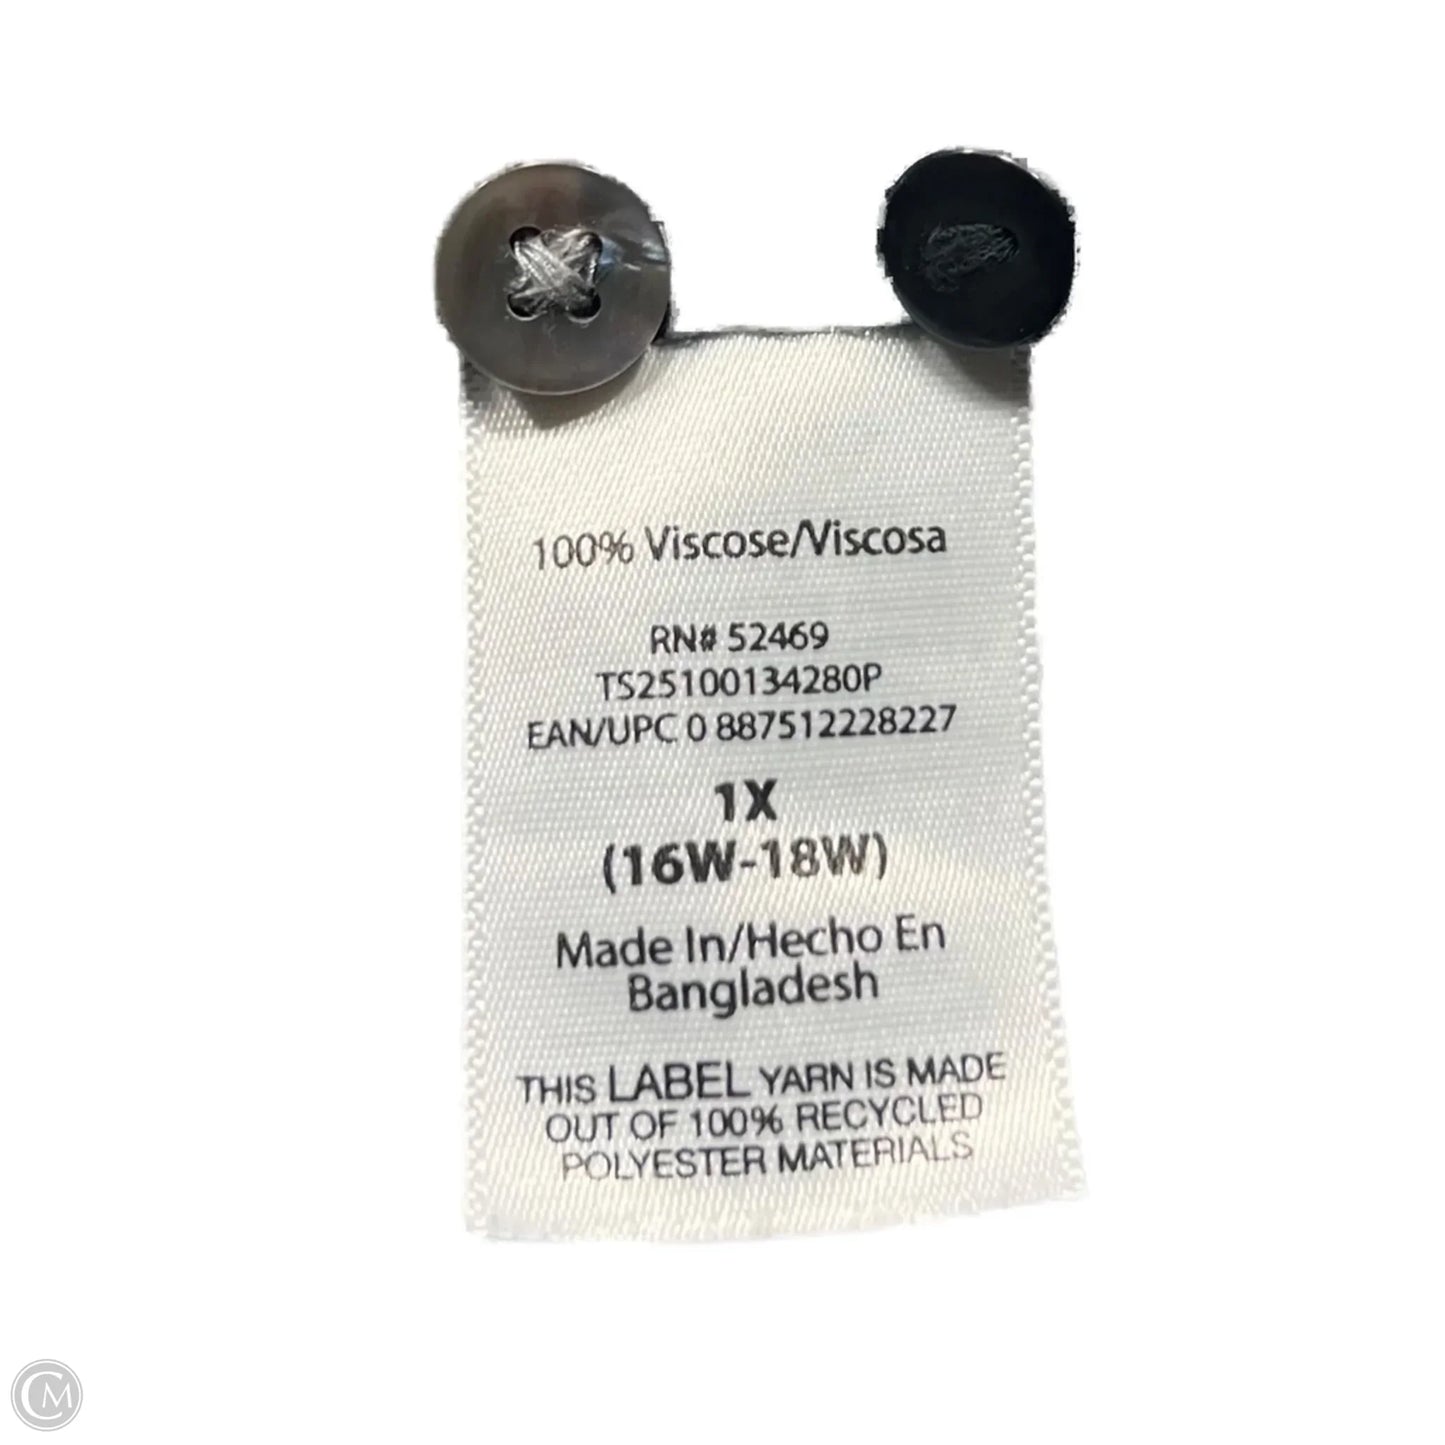 100% Viscose/Viscosa
RN# 52469
TS25100134280P
EAN/UPC 0 887512228227
1X
(16W-18W)
Made In/Hecho En
Bangladesh
THIS LABEL YARN IS MADE
OUT OF 100% RECYCLED
POLYESTER MATERIALS
CM